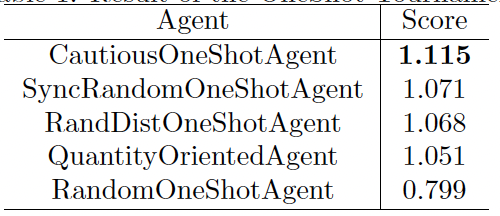 Agent Score
CautiousOneShotAgent 1.115
SyncRandomOneShotAgent 1.071
RandDistOneShotAgent 1.068
QuantityOrientedAgent 1.051
RandomOneShotAgent 0.799